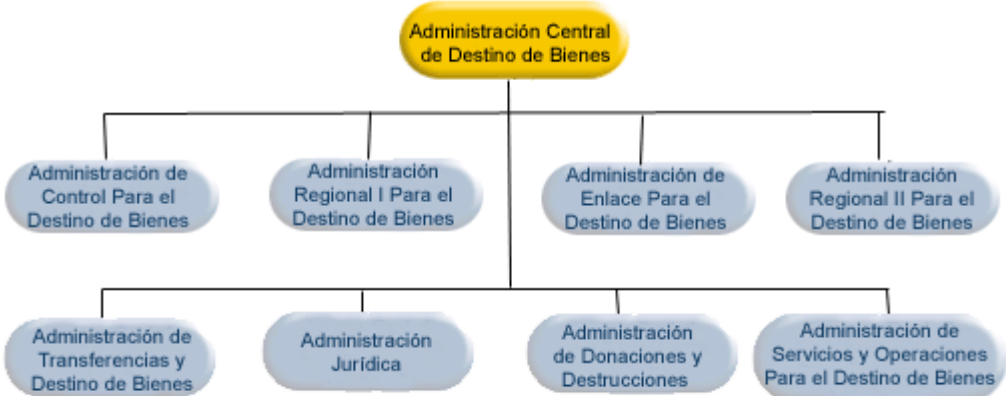 Administración Central
de Destino de Bienes
Administración de
Control Para el
Destino de Bienes
Administración
Regional I Para el
Destino de Bienes
Administración de
Enlace Para el
Destino de Bienes
Administración
Regional II Para el
Destino de Bienes
Administración de
Transferencias y
Destino de Bienes
Administración
Jurídica
Administración
de Donaciones y
Destrucciones
Administración de
Servicios y Operaciones
Para el Destino de Bienes